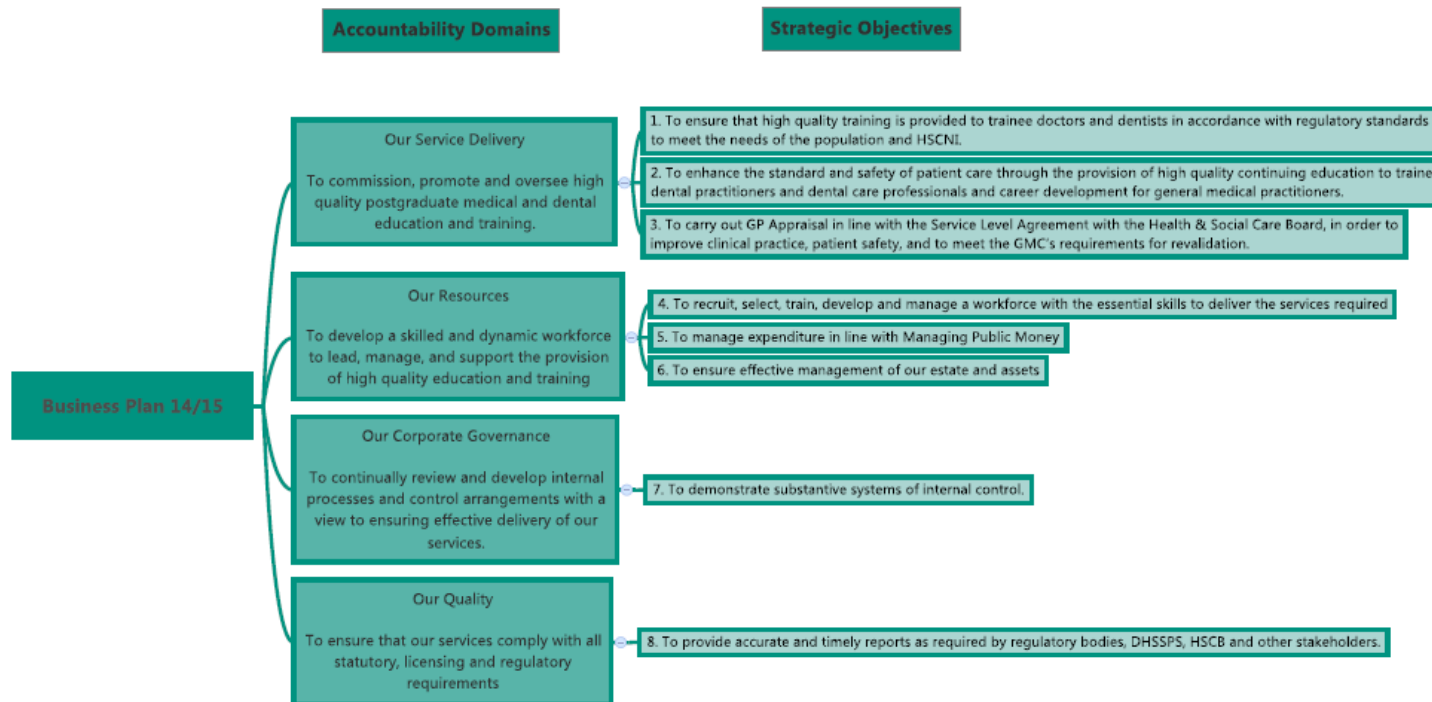 Accountability Domains
Strategic Objectives
Business Plan 14/15
Our Service Delivery
To commission, promote and oversee high
quality postgraduate medical and dental
education and training.
1. To ensure that high quality training is provided to trainee doctors and dentists in accordance with regulatory standards
to meet the needs of the population and HSCNI.
2. To enhance the standard and safety of patient care through the provision of high quality continuing education to traine
dental practitioners and dental care professionals and career development for general medical practitioners.
3. To carry out GP Appraisal in line with the Service Level Agreement with the Health & Social Care Board, in order to
improve clinical practice, patient safety, and to meet the GMC's requirements for revalidation.
Our Resources
To develop a skilled and dynamic workforce
to lead, manage, and support the provision
of high quality education and training
4. To recruit, select, train, develop and manage a workforce with the essential skills to deliver the services required
5. To manage expenditure in line with Managing Public Money
6. To ensure effective management of our estate and assets
Our Corporate Governance
To continually review and develop internal
processes and control arrangements with a
view to ensuring effective delivery of our
services.
7. To demonstrate substantive systems of internal control.
Our Quality
To ensure that our services comply with all
statutory, licensing and regulatory
requirements
8. To provide accurate and timely reports as required by regulatory bodies, DHSSPS, HSCB and other stakeholders.